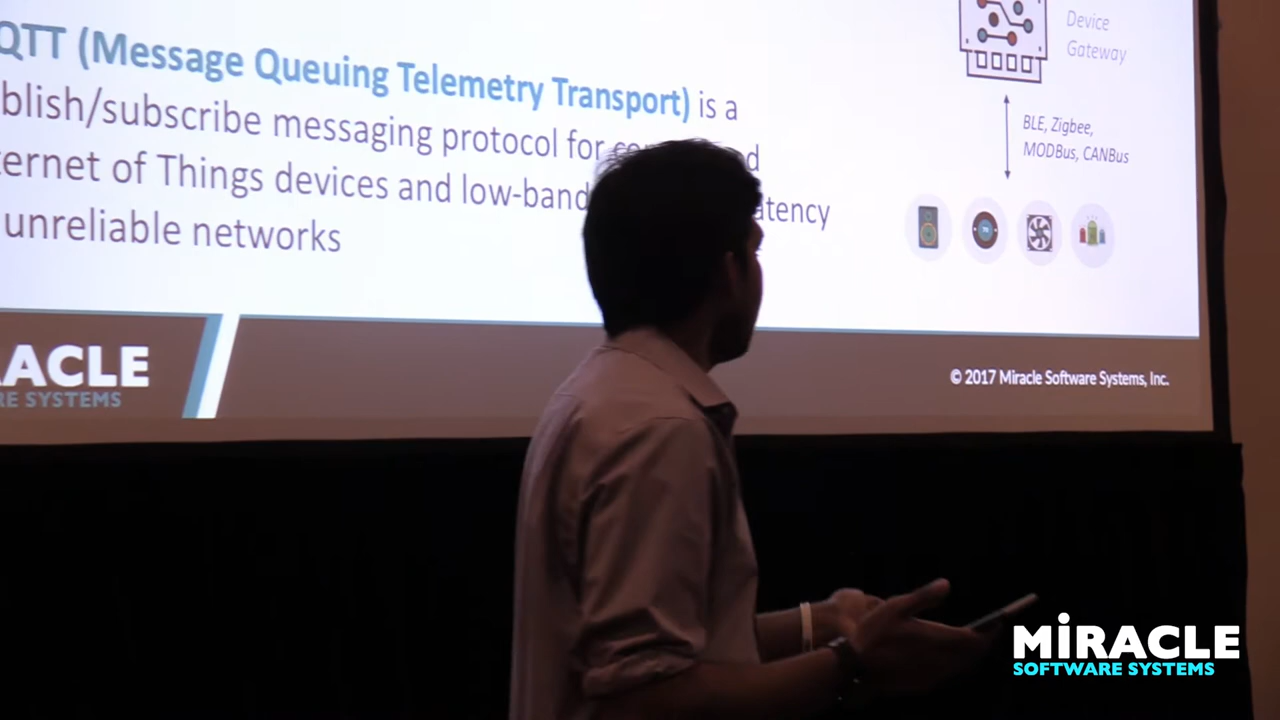 QTT (Message Queuing Telemetry Transport) is a
blish/subscribe messaging protocol for
ternet of Things devices and low-band
unreliable networks
Device
Gateway
BLE, Zigbee,
MODBus, CANBus
RACLE
RE SYSTEMS
© 2017 Miracle Software Systems, Inc.
MiRACLE
SOFTWARE SYSTEMS